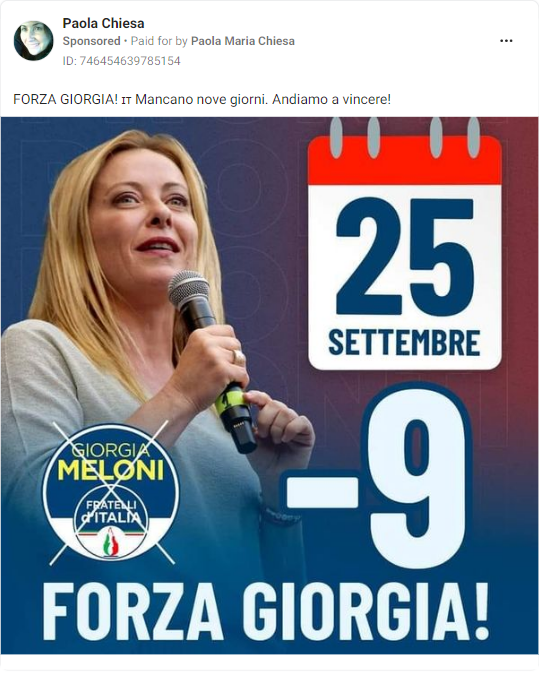 Paola Chiesa
Sponsored • Paid for by Paola Maria Chiesa
ID: 746454639785154
FORZA GIORGIA! ɪᴛ Mancano nove giorni. Andiamo a vincere!
25
SETTEMBRE
-9
GIORGIA
MELONI
FRATELLI
d'ITALIA
FORZA GIORGIA!